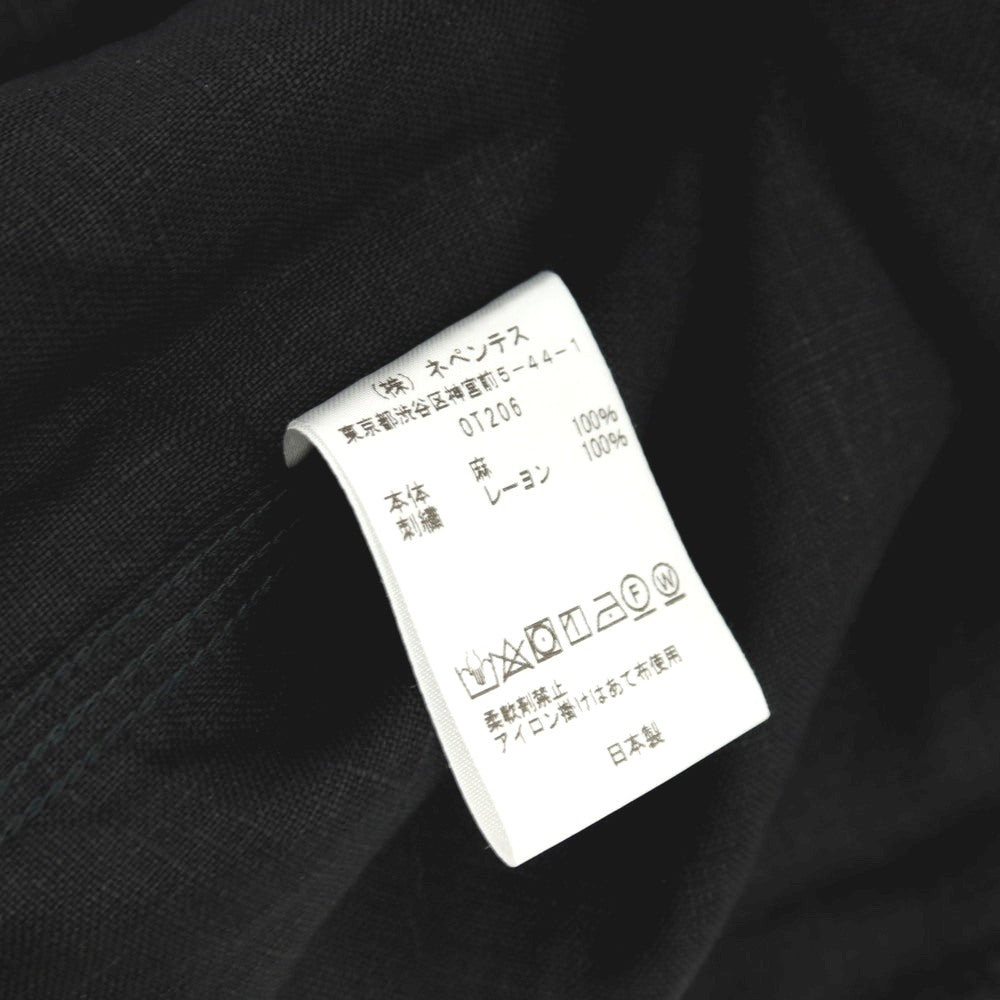 (株) ネペンテス
東京都渋谷区神宮前5-44-1
OT206
本体 麻 100%
刺繍 レーヨン 100%
F W
柔軟剤禁止
アイロン掛けはあて布使用
日本製